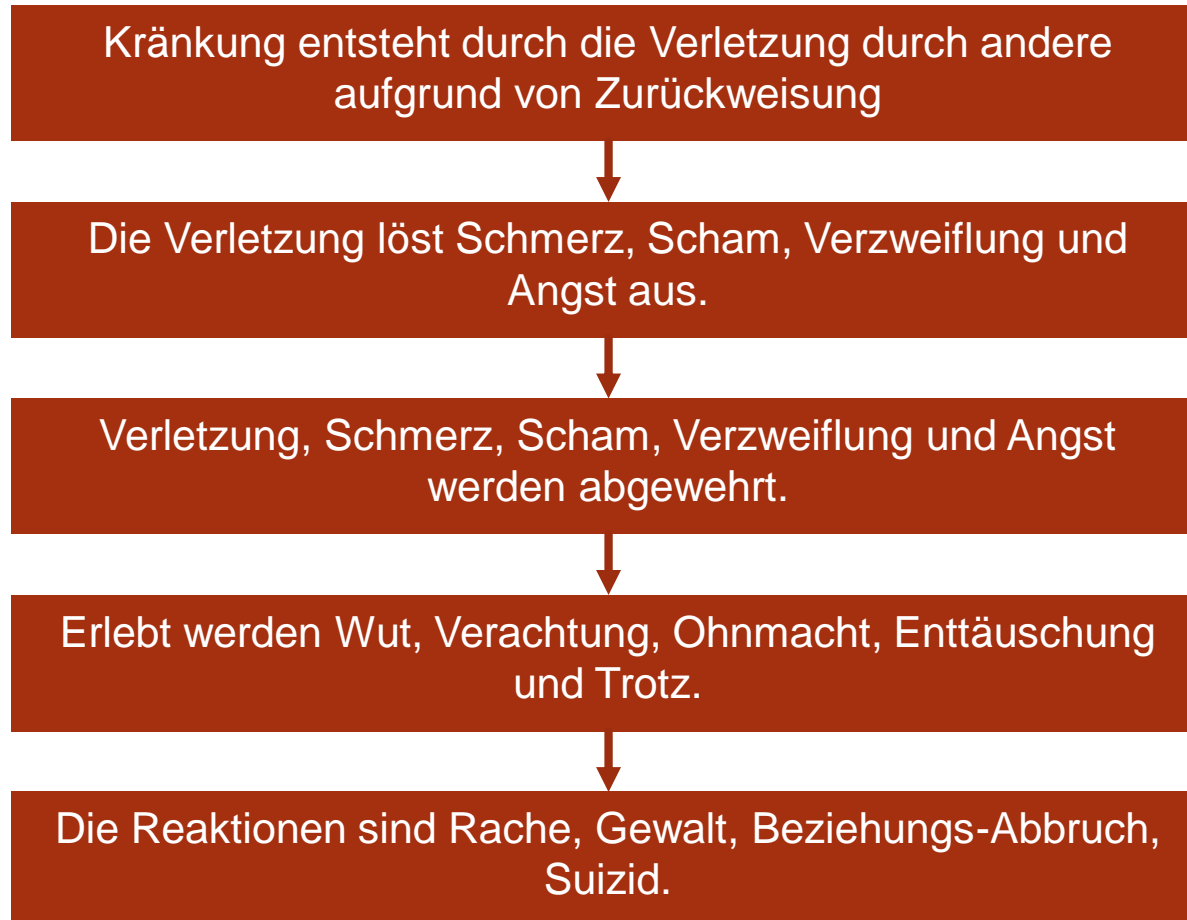 Kränkung entsteht durch die Verletzung durch andere
aufgrund von Zurückweisung
Die Verletzung löst Schmerz, Scham, Verzweiflung und
Angst aus.
Verletzung, Schmerz, Scham, Verzweiflung und Angst
werden abgewehrt.
Erlebt werden Wut, Verachtung, Ohnmacht, Enttäuschung
und Trotz.
Die Reaktionen sind Rache, Gewalt, Beziehungs-Abbruch,
Suizid.